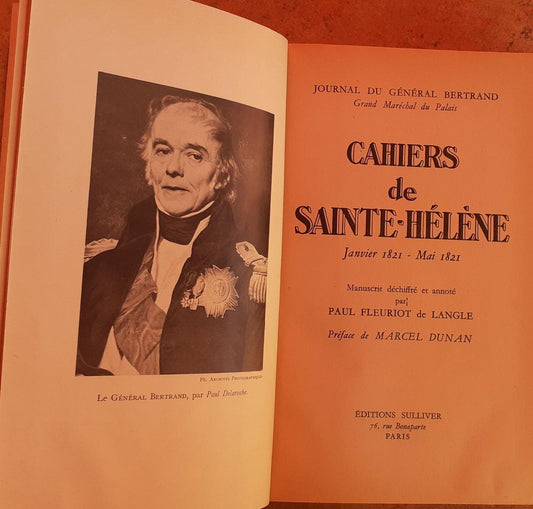 Ph. Archives Photographiques
Le Général Bertrand, par Paul Delaroche.
JOURNAL DU GÉNÉRAL BERTRAND
Grand Maréchal du Palais
CAHIERS
de
SAINTE-HÉLÈNE
Janvier 1821 - Mai 1821
Manuscrit déchiffré et annoté
par
PAUL FLEURIOT de LANGLE
Préface de MARCEL DUNAN
ÉDITIONS SULLIVER
76, rue Bonaparte
PARIS